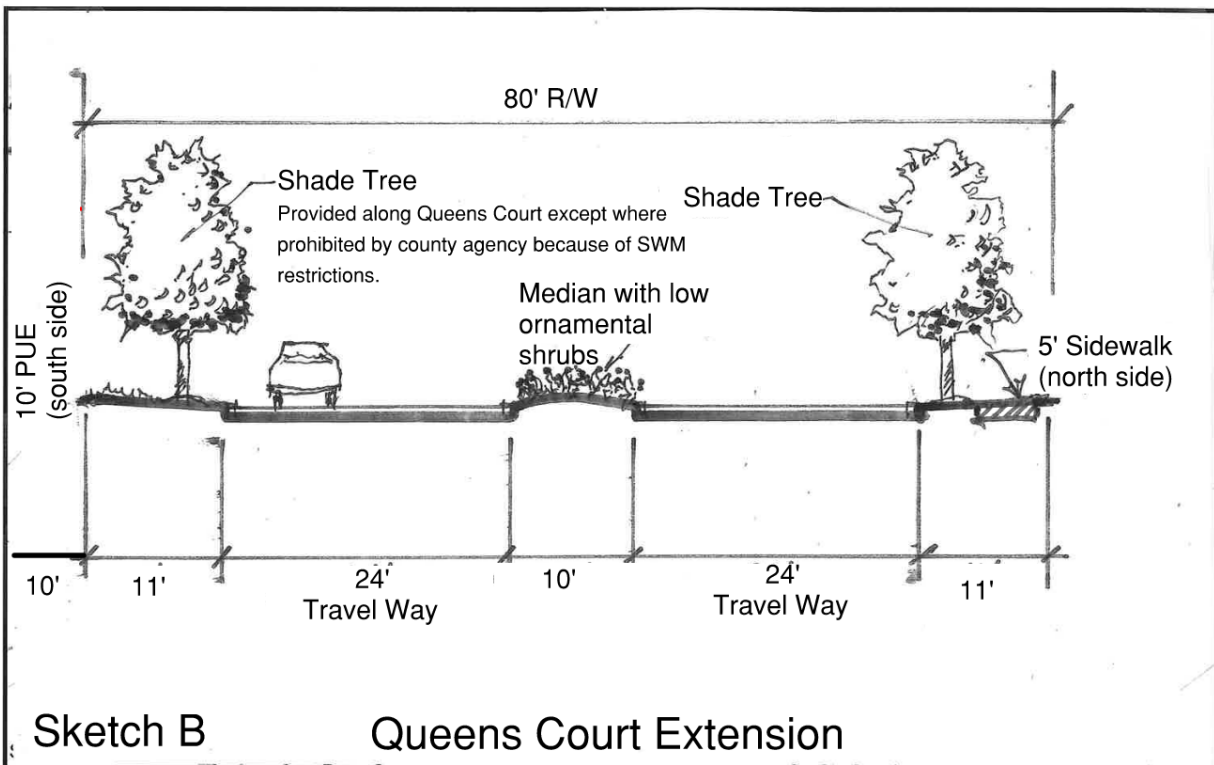 80' R/W
Shade Tree
Provided along Queens Court except where
prohibited by county agency because of SWM
restrictions.
Shade Tree
Median with low
ornamental
shrubs
10' PUE
(south side)
5' Sidewalk
(north side)
10'
11'
24'
Travel Way
10'
24'
Travel Way
11'
Sketch B
Queens Court Extension